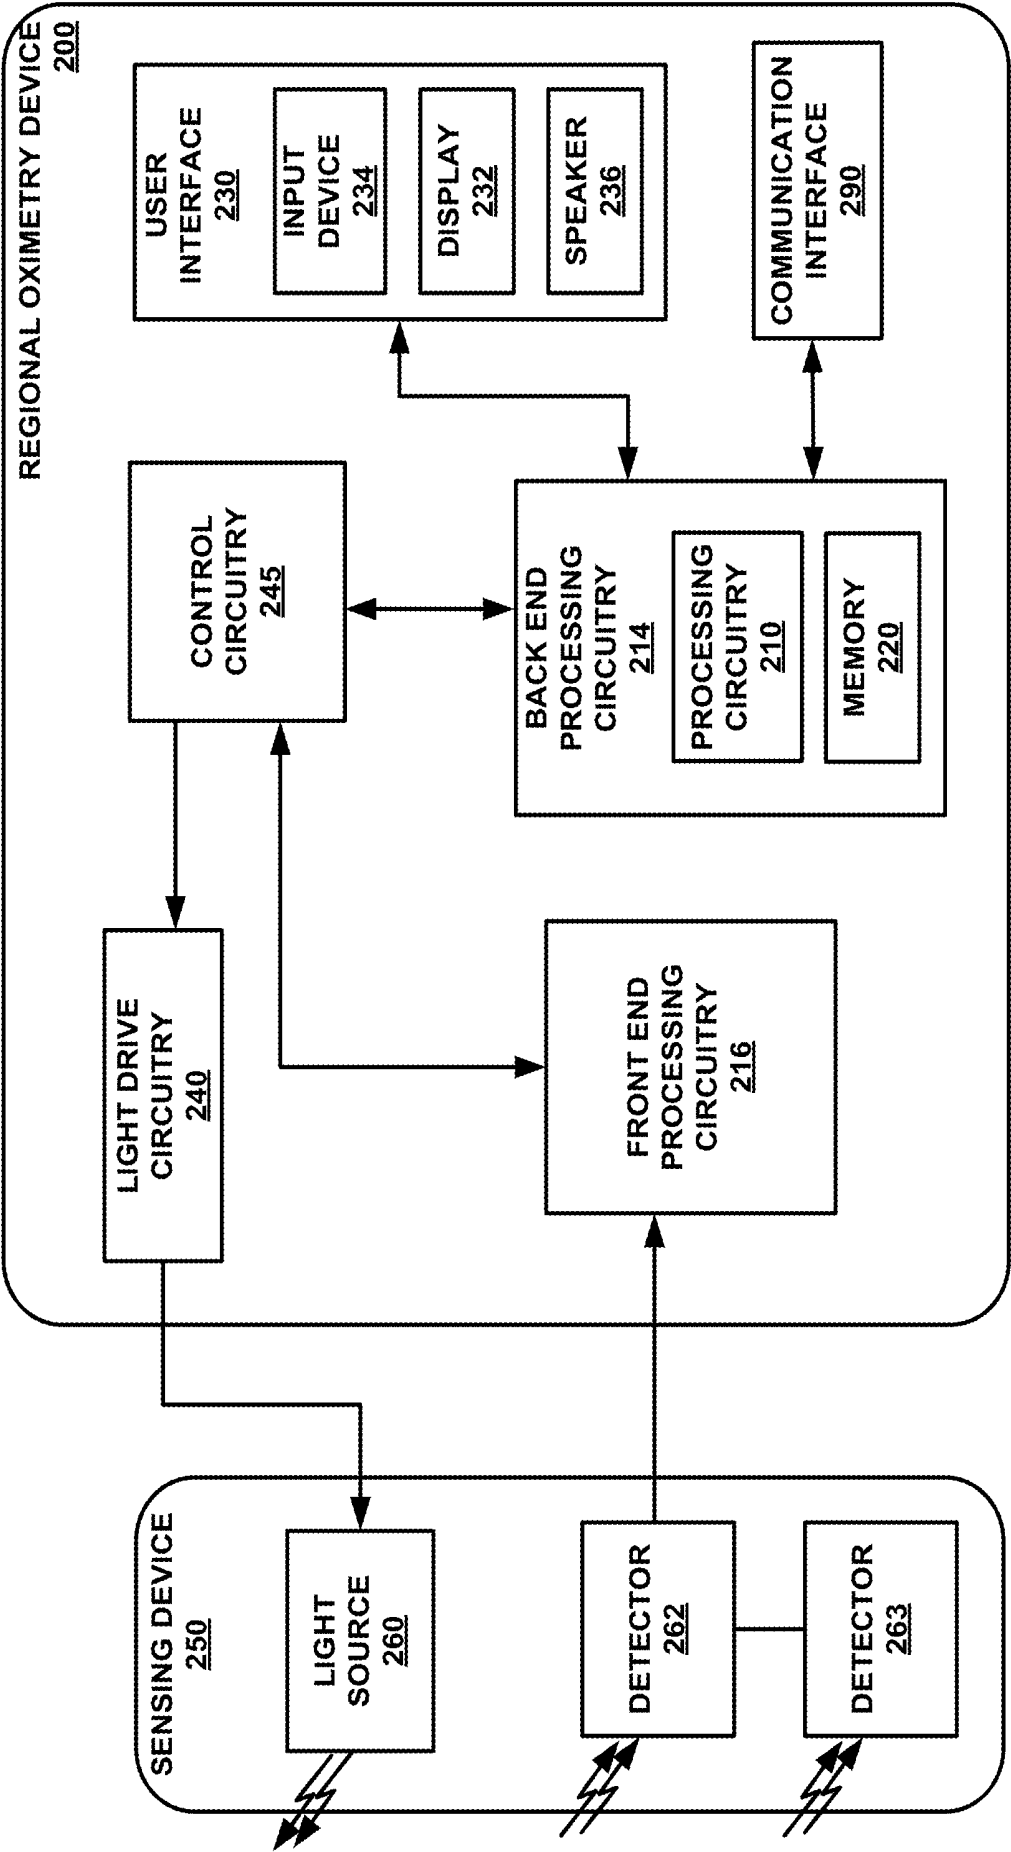 REGIONAL OXIMETRY DEVICE
200
USER
INTERFACE
230
INPUT
DEVICE
234
DISPLAY
232
SPEAKER
236
COMMUNICATION
INTERFACE
290
CONTROL
CIRCUITRY
245
BACK END
PROCESSING
CIRCUITRY
214
PROCESSING
CIRCUITRY
210
MEMORY
220
LIGHT DRIVE
CIRCUITRY
240
FRONT END
PROCESSING
CIRCUITRY
216
SENSING DEVICE
250
LIGHT
SOURCE
260
DETECTOR
262
DETECTOR
263